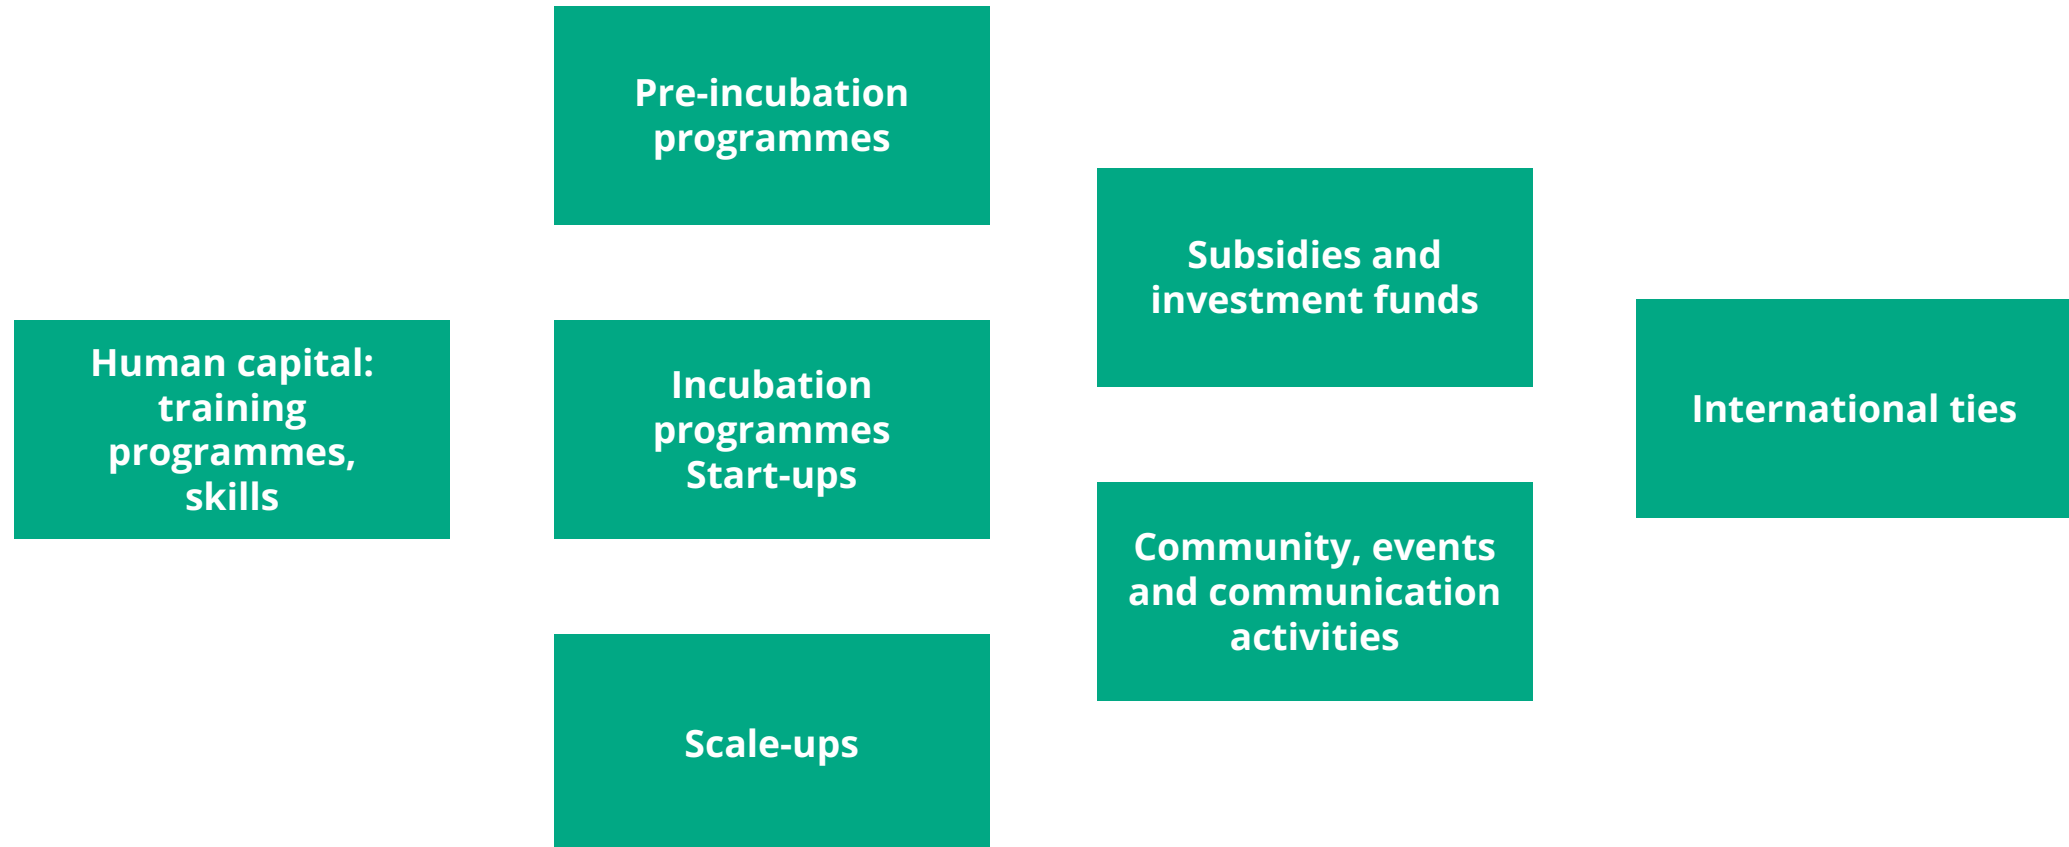 Human capital:
training
programmes,
skills
Pre-incubation
programmes
Incubation
programmes
Start-ups
Scale-ups
Subsidies and
investment funds
Community, events
and communication
activities
International ties